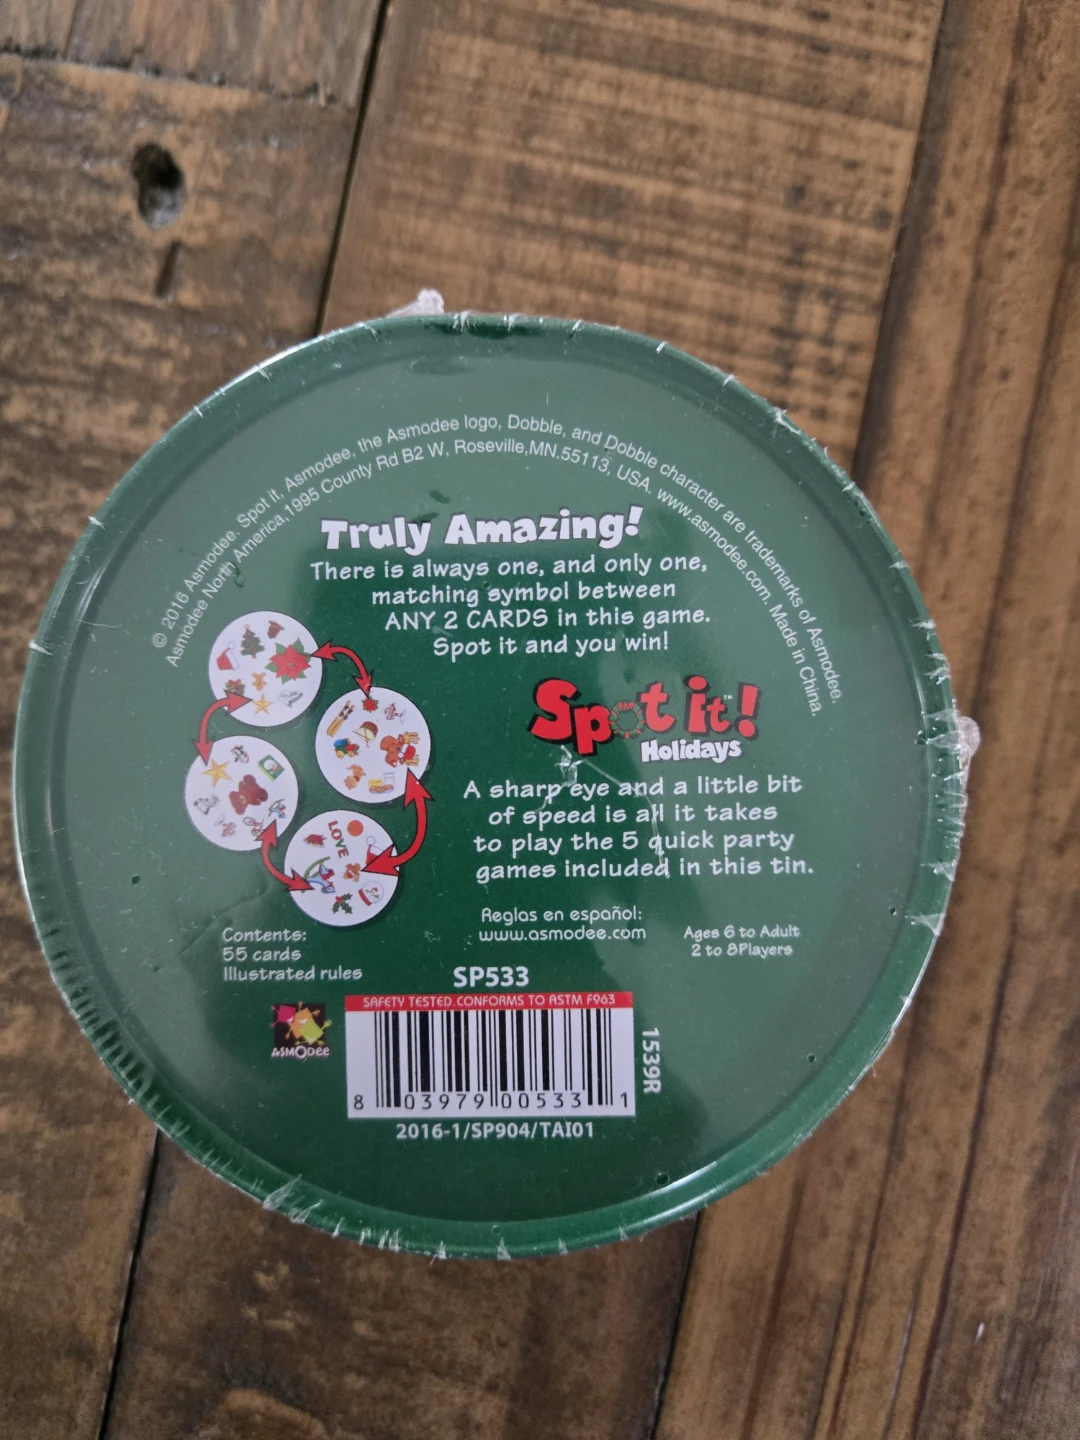 © 2016 Asmodee. Spot it, Asmodee, the Asmodee logo, Dobble, and Dobble character are trademarks of Asmodee.
Asmodee North America,1995 County Rd B2 W, Roseville,MN.55113, USA. www.asmodee.com. Made in China.
Truly Amazing!
There is always one, and only one,
matching symbol between
ANY 2 CARDS in this game.
Spot it and you win!
Spot it!™
Holidays
A sharp eye and a little bit
of speed is all it takes
to play the 5 quick party
games included in this tin.
LOVE
Reglas en español:
www.asmodee.com
Ages 6 to Adult
2 to 8Players
Contents:
55 cards
Illustrated rules
SP533
SAFETY TESTED.CONFORMS TO ASTM F963
ASMODEE
1539R
8 03979 00533 1
2016-1/SP904/TAI01